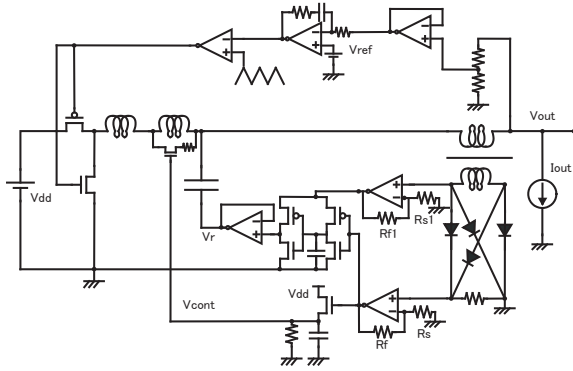 Vref
Vout
Iout
Vdd
Rf1
Rs1
Vr
Vdd
Vcont
Rf
Rs